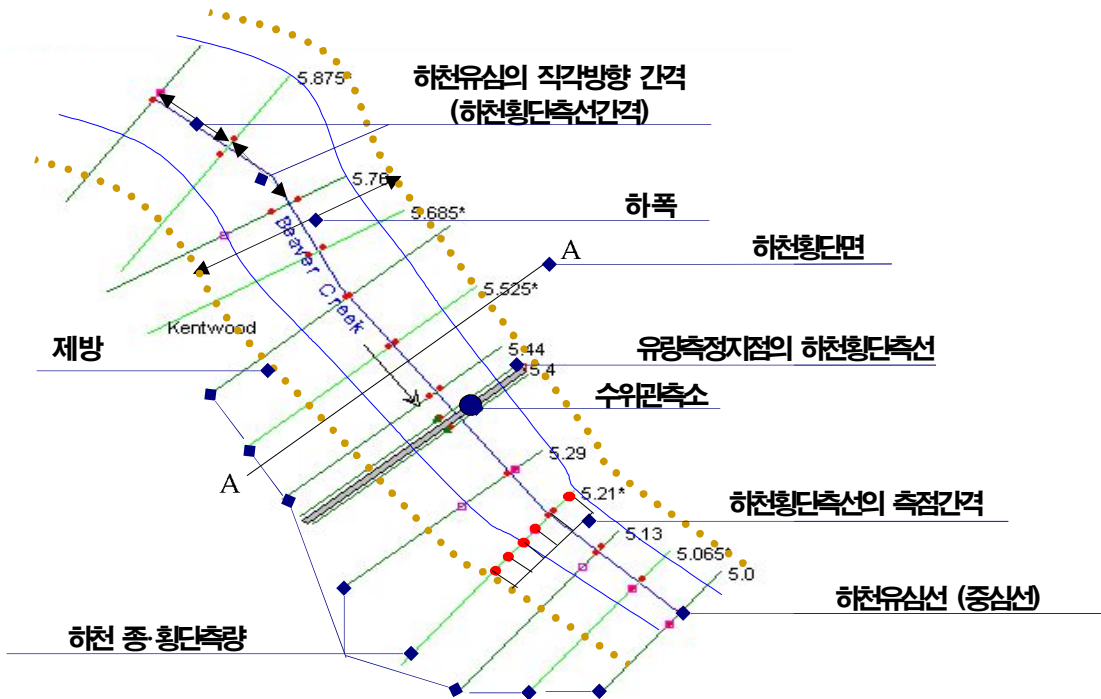 5.875*
하천유심의 직각방향 간격
(하천횡단측선간격)
5.76
하폭
5.685*
A
하천횡단면
Beaver Creek
5.525*
Kentwood
제방
5.44
유량측정지점의 하천횡단측선
5.4
수위관측소
5.29
A
5.21*
하천횡단측선의 측점간격
5.13
5.065*
5.0
하천유심선 (중심선)
하천 종·횡단측량